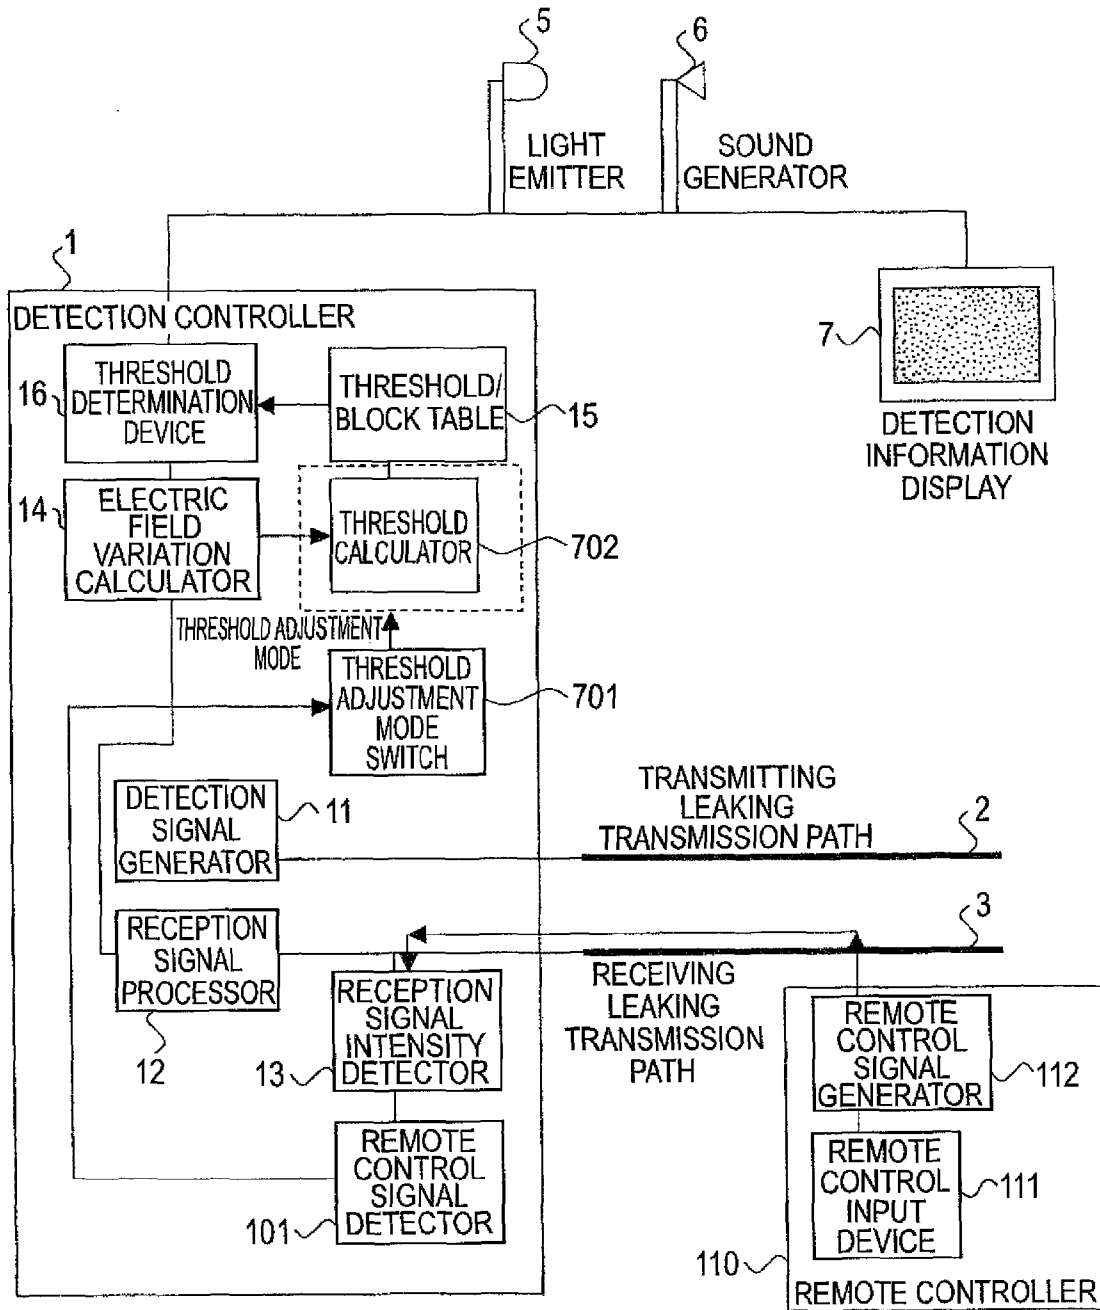 5
6
LIGHT
EMITTER
SOUND
GENERATOR
1
DETECTION CONTROLLER
7
DETECTION
INFORMATION
DISPLAY
16
THRESHOLD
DETERMINATION
DEVICE
THRESHOLD/
BLOCK TABLE
15
14
ELECTRIC
FIELD
VARIATION
CALCULATOR
THRESHOLD
CALCULATOR
702
THRESHOLD ADJUSTMENT
MODE
THRESHOLD
ADJUSTMENT
MODE
SWITCH
701
DETECTION
SIGNAL
GENERATOR
11
TRANSMITTING
LEAKING
TRANSMISSION PATH
2
RECEPTION
SIGNAL
PROCESSOR
12
3
RECEIVING
LEAKING
TRANSMISSION
PATH
RECEPTION
SIGNAL
INTENSITY
DETECTOR
13
REMOTE
CONTROL
SIGNAL
GENERATOR
112
REMOTE
CONTROL
SIGNAL
DETECTOR
101
REMOTE
CONTROL
INPUT
DEVICE
111
110
REMOTE CONTROLLER